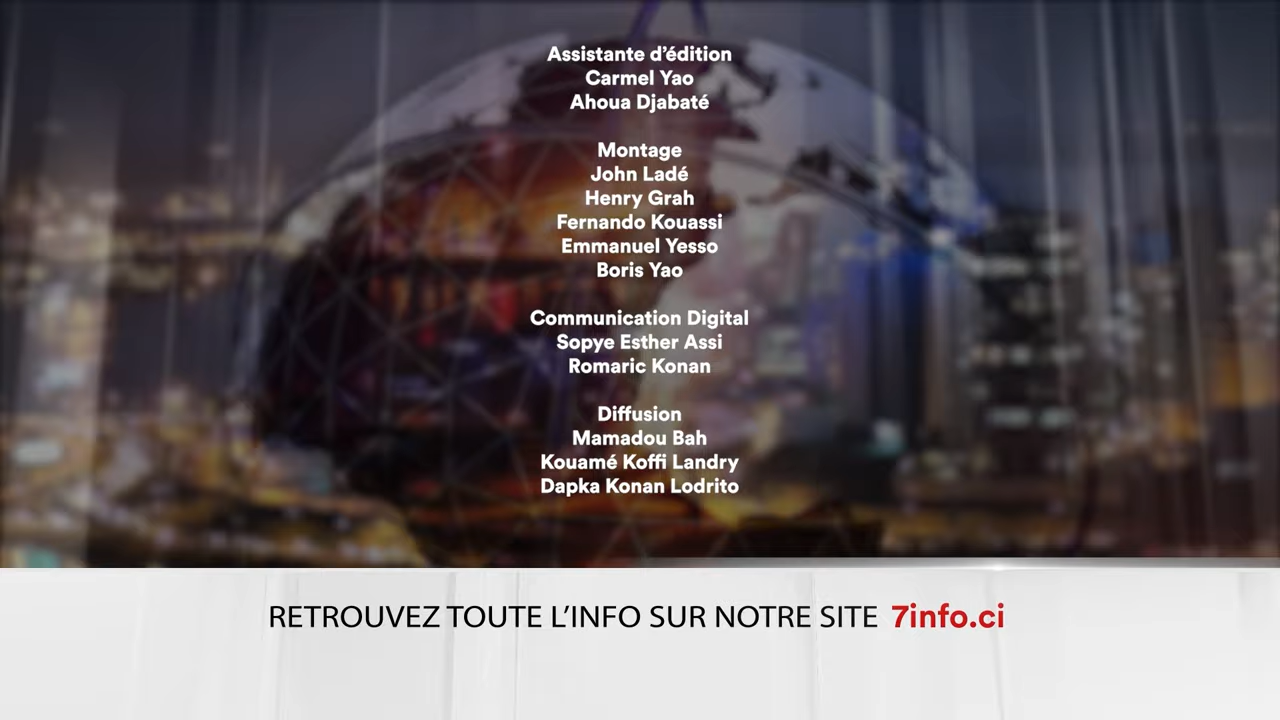 Assistante d'édition
Carmel Yao
Ahoua Djabaté
Montage
John Ladé
Henry Grah
Fernando Kouassi
Emmanuel Yesso
Boris Yao
Communication Digital
Sopye Esther Assi
Romaric Konan
Diffusion
Mamadou Bah
Kouamé Koffi Landry
Dapka Konan Lodrito
RETROUVEZ TOUTE L'INFO SUR NOTRE SITE 7info.ci